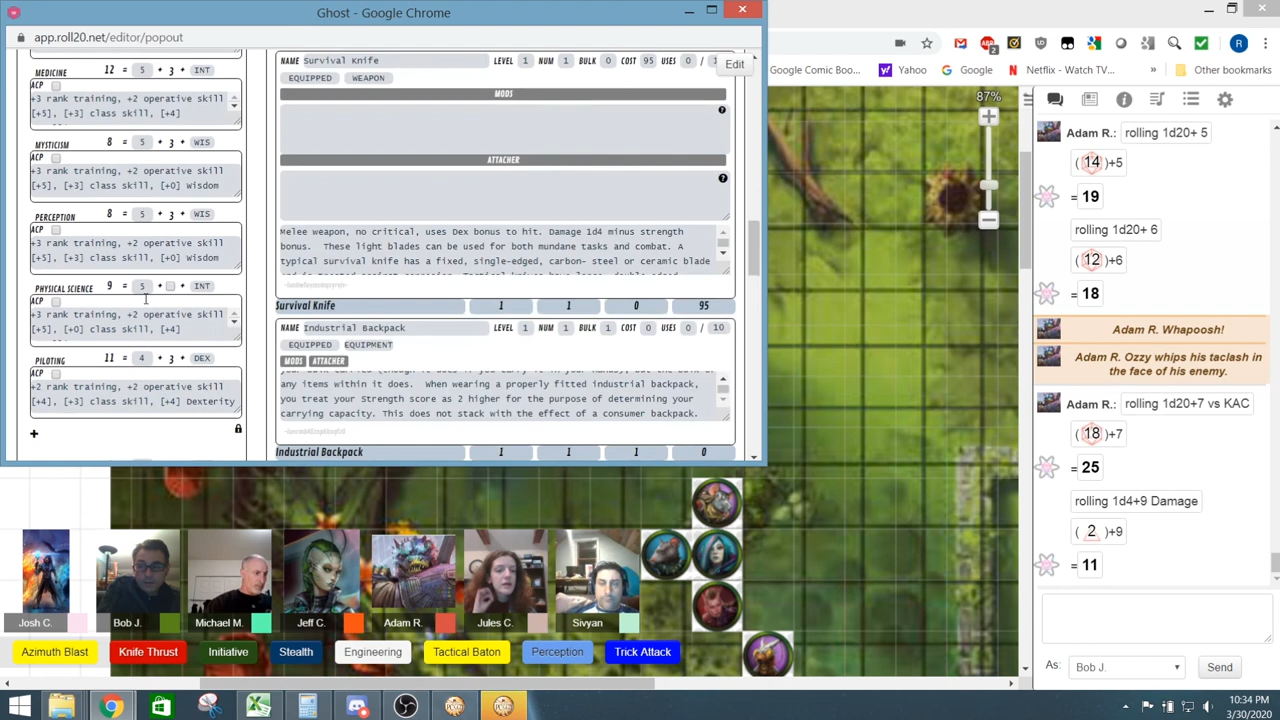 Ghost - Google Chrome
app.roll20.net/editor/popout
MEDICINE 12 = 5 + 3 + INT
ACP
+3 rank training, +2 operative skill
[+5], [+3] class skill, [+4]
MYSTICISM 8 = 5 + 3 + WIS
ACP
+3 rank training, +2 operative skill
[+5], [+3] class skill, [+0] wisdom
PERCEPTION 8 = 5 + 3 + WIS
ACP
+3 rank training, +2 operative skill
[+5], [+3] class skill, [+0] wisdom
PHYSICAL SCIENCE 9 = 5 + + INT
ACP
+3 rank training, +2 operative skill
[+5], [+0] class skill, [+4]
PILOTING 11 = 4 + 3 + DEX
ACP
+2 rank training, +2 operative skill
[+4], [+3] class skill, [+4] Dexterity
+
NAME Survival Knife LEVEL 1 NUM 1 BULK 0 COST 95 USES 0 /
Edit
EQUIPPED WEAPON
MODS
ATTACHER
Melee weapon, no critical, uses Dex bonus to hit. Damage 1d4 minus strength
bonus. These light blades can be used for both mundane tasks and combat. A
typical survival knife has a fixed, single-edged, carbon- steel or ceramic blade
Survival Knife 1 1 0 95
NAME Industrial Backpack LEVEL 1 NUM 1 BULK 1 COST 0 USES 0 / 10
EQUIPPED EQUIPMENT
MODS ATTACHER
any items within it does. When wearing a properly fitted industrial backpack,
you treat your Strength score as 2 higher for the purpose of determining your
carrying capacity. This does not stack with the effect of a consumer backpack.
Industrial Backpack 1 1 1 0
Google Comic Boo...
Yahoo
Google
Netflix - Watch TV...
»
Other bookmarks
R
2
87%
Adam R.: rolling 1d20+ 5
(14)+5
= 19
rolling 1d20+ 6
(12)+6
= 18
Adam R. Whapoosh!
Adam R. Ozzy whips his taclash in
the face of his enemy.
Adam R.: rolling 1d20+7 vs KAC
(18)+7
= 25
rolling 1d4+9 Damage
(2)+9
= 11
As: Bob J. Send
Josh C.
Bob J.
Michael M.
Jeff C.
Adam R.
Jules C.
Sivyan
Azimuth Blast
Knife Thrust
Initiative
Stealth
Engineering
Tactical Baton
Perception
Trick Attack
10:34 PM
3/30/2020